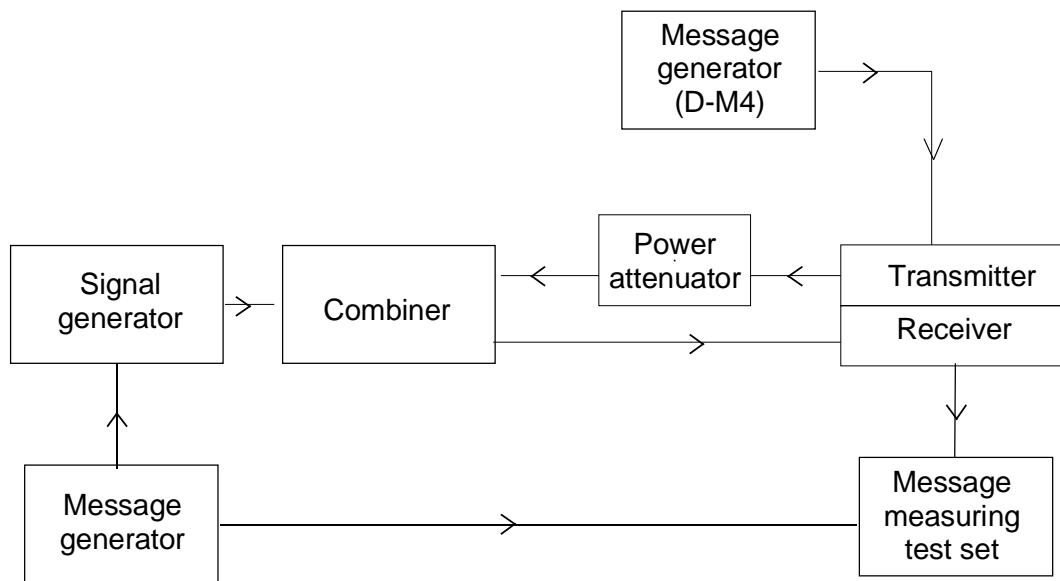 Message
generator
(D-M4)
Power
attenuator
Transmitter
Signal
generator
Combiner
Receiver
Message
generator
Message
measuring
test set